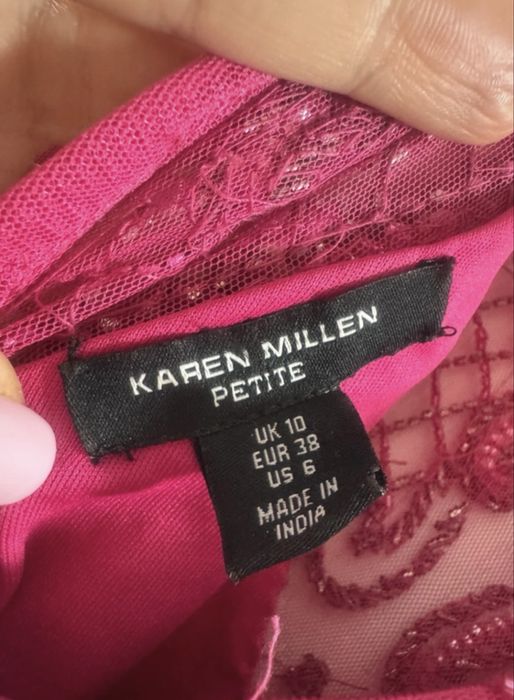 KAREN MILLEN
PETITE
UK 10
EUR 38
US 6
MADE IN
INDIA